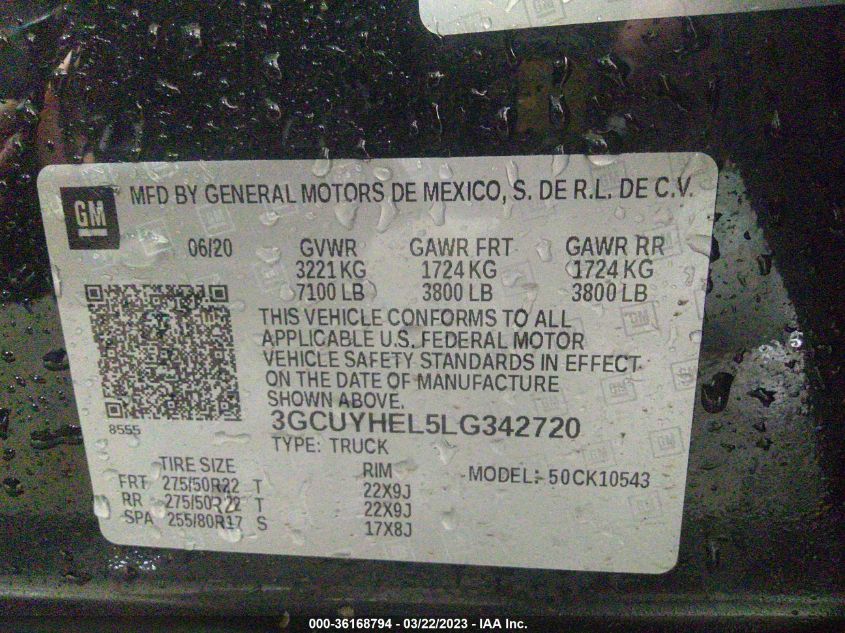 GM
MFD BY GENERAL MOTORS DE MEXICO, S. DE R.L. DE C.V.
06/20 GVWR GAWR FRT GAWR RR
3221 KG 1724 KG 1724 KG
7100 LB 3800 LB 3800 LB
THIS VEHICLE CONFORMS TO ALL
APPLICABLE U.S. FEDERAL MOTOR
VEHICLE SAFETY STANDARDS IN EFFECT
ON THE DATE OF MANUFACTURE
SHOWN ABOVE.
8555
3GCUYHEL5LG342720
TYPE: TRUCK
TIRE SIZE RIM MODEL: 50CK10543
FRT 275/50R22 T 22X9J
RR 275/50R22 T 22X9J
SPA 255/80R17 S 17X8J
000-36168794 - 03/22/2023 - IAA Inc.